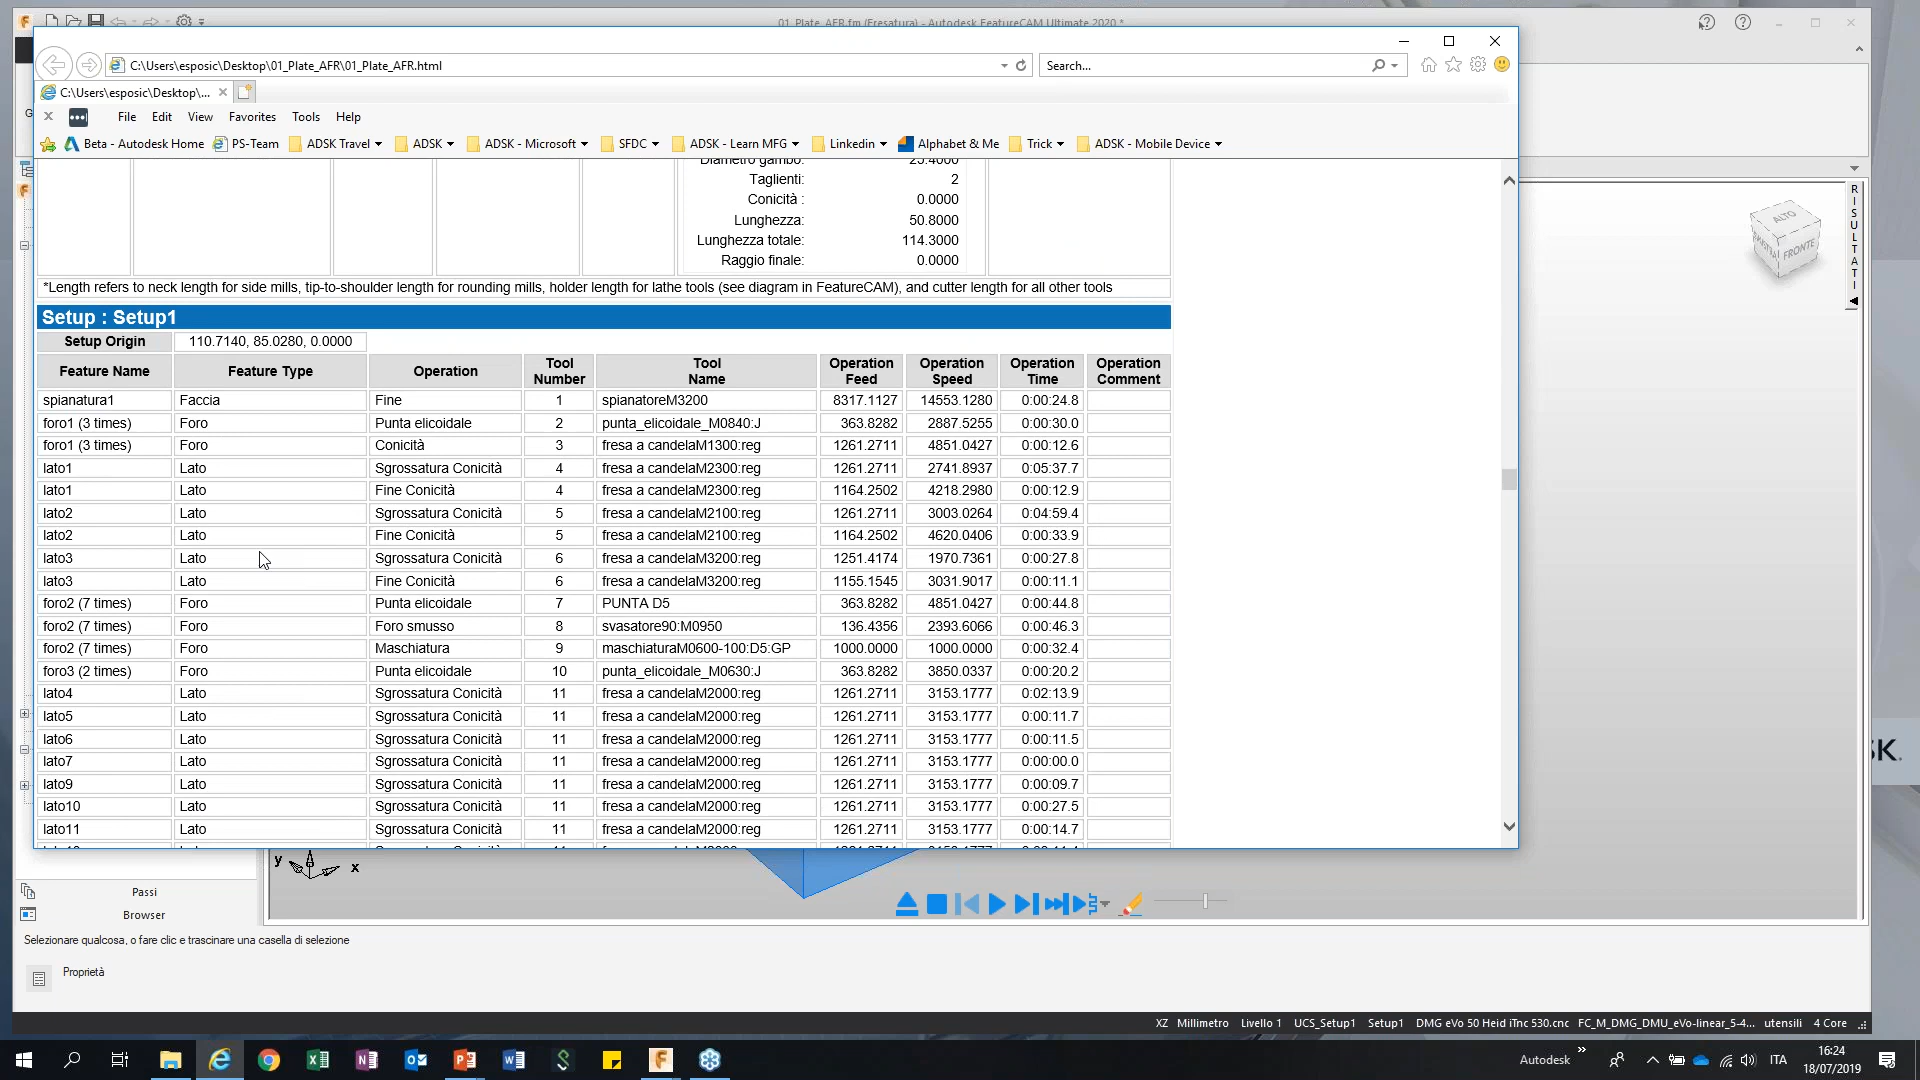 01_Plate_AFR.fm (Fresatura) - Autodesk FeatureCAM Ultimate 2020 *
C:\Users\esposic\Desktop\01_Plate_AFR\01_Plate_AFR.html
Search...
C:\Users\esposic\Desktop\...
File Edit View Favorites Tools Help
Beta - Autodesk Home PS-Team ADSK Travel ADSK ADSK - Microsoft SFDC ADSK - Learn MFG Linkedin Alphabet & Me Trick ADSK - Mobile Device
Diametro gambo: 25.4000
Taglienti: 2
Conicità : 0.0000
Lunghezza: 50.8000
Lunghezza totale: 114.3000
Raggio finale: 0.0000
*Length refers to neck length for side mills, tip-to-shoulder length for rounding mills, holder length for lathe tools (see diagram in FeatureCAM), and cutter length for all other tools
Setup : Setup1
Setup Origin 110.7140, 85.0280, 0.0000
Feature Name Feature Type Operation Tool Number Tool Name Operation Feed Operation Speed Operation Time Operation Comment
spianatura1 Faccia Fine 1 spianatoreM3200 8317.1127 14553.1280 0:00:24.8
foro1 (3 times) Foro Punta elicoidale 2 punta_elicoidale_M0840:J 363.8282 2887.5255 0:00:30.0
foro1 (3 times) Foro Conicità 3 fresa a candelaM1300:reg 1261.2711 4851.0427 0:00:12.6
lato1 Lato Sgrossatura Conicità 4 fresa a candelaM2300:reg 1261.2711 2741.8937 0:05:37.7
lato1 Lato Fine Conicità 4 fresa a candelaM2300:reg 1164.2502 4218.2980 0:00:12.9
lato2 Lato Sgrossatura Conicità 5 fresa a candelaM2100:reg 1261.2711 3003.0264 0:04:59.4
lato2 Lato Fine Conicità 5 fresa a candelaM2100:reg 1164.2502 4620.0406 0:00:33.9
lato3 Lato Sgrossatura Conicità 6 fresa a candelaM3200:reg 1251.4174 1970.7361 0:00:27.8
lato3 Lato Fine Conicità 6 fresa a candelaM3200:reg 1155.1545 3031.9017 0:00:11.1
foro2 (7 times) Foro Punta elicoidale 7 PUNTA D5 363.8282 4851.0427 0:00:44.8
foro2 (7 times) Foro Foro smusso 8 svasatore90:M0950 136.4356 2393.6066 0:00:46.3
foro2 (7 times) Foro Maschiatura 9 maschiaturaM0600-100:D5:GP 1000.0000 1000.0000 0:00:32.4
foro3 (2 times) Foro Punta elicoidale 10 punta_elicoidale_M0630:J 363.8282 3850.0337 0:00:20.2
lato4 Lato Sgrossatura Conicità 11 fresa a candelaM2000:reg 1261.2711 3153.1777 0:02:13.9
lato5 Lato Sgrossatura Conicità 11 fresa a candelaM2000:reg 1261.2711 3153.1777 0:00:11.7
lato6 Lato Sgrossatura Conicità 11 fresa a candelaM2000:reg 1261.2711 3153.1777 0:00:11.5
lato7 Lato Sgrossatura Conicità 11 fresa a candelaM2000:reg 1261.2711 3153.1777 0:00:00.0
lato9 Lato Sgrossatura Conicità 11 fresa a candelaM2000:reg 1261.2711 3153.1777 0:00:09.7
lato10 Lato Sgrossatura Conicità 11 fresa a candelaM2000:reg 1261.2711 3153.1777 0:00:27.5
lato11 Lato Sgrossatura Conicità 11 fresa a candelaM2000:reg 1261.2711 3153.1777 0:00:14.7
ALTO
FRONTE
RISULTATI
SK.
y x
Passi
Browser
Selezionare qualcosa, o fare clic e trascinare una casella di selezione
Proprietà
XZ Millimetro Livello 1 UCS_Setup1 Setup1 DMG eVo 50 Heid iTnc 530.cnc FC_M_DMG_DMU_eVo-linear_5-4... utensili 4 Core
Autodesk » ITA 16:24
18/07/2019